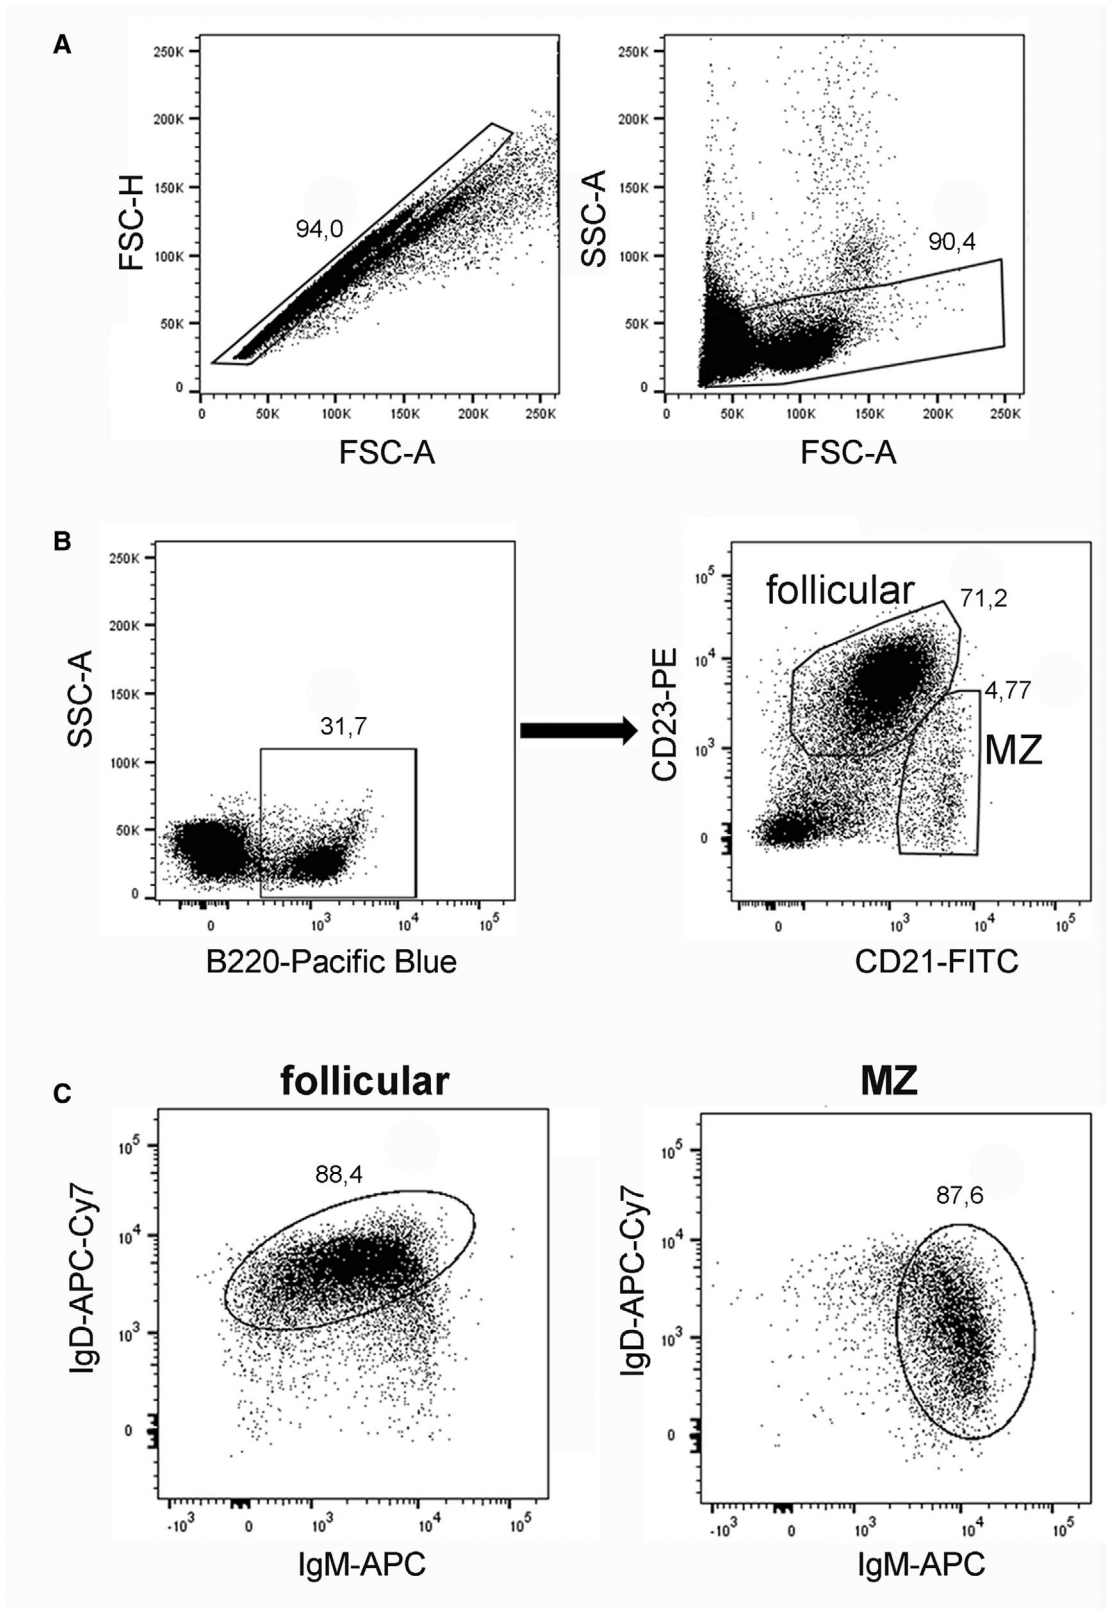 A
250K
200K
150K
100K
50K
0
FSC-H
94,0
0 50K 100K 150K 200K 250K
FSC-A
250K
200K
150K
100K
50K
0
SSC-A
90,4
0 50K 100K 150K 200K 250K
FSC-A
B
250K
200K
150K
100K
50K
0
SSC-A
31,7
0 10³ 10⁴ 10⁵
B220-Pacific Blue
10⁵
10⁴
10³
0
CD23-PE
follicular
71,2
4,77
MZ
0 10³ 10⁴ 10⁵
CD21-FITC
C
follicular
10⁵
10⁴
10³
0
IgD-APC-Cy7
88,4
-10³ 0 10³ 10⁴ 10⁵
IgM-APC
MZ
10⁵
10⁴
10³
0
IgD-APC-Cy7
87,6
-10³ 0 10³ 10⁴ 10⁵
IgM-APC